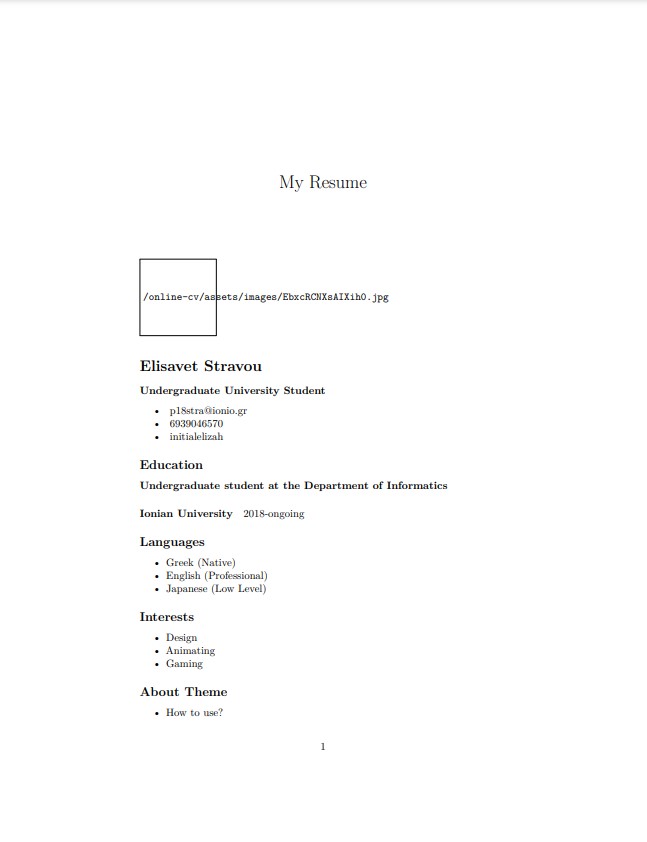 My Resume
/online-cv/assets/images/EbxcRCNXsAIXih0.jpg
Elisavet Stravou
Undergraduate University Student
• p18stra@ionio.gr
• 6939046570
• initialelizah
Education
Undergraduate student at the Department of Informatics
Ionian University 2018-ongoing
Languages
• Greek (Native)
• English (Professional)
• Japanese (Low Level)
Interests
• Design
• Animating
• Gaming
About Theme
• How to use?
1